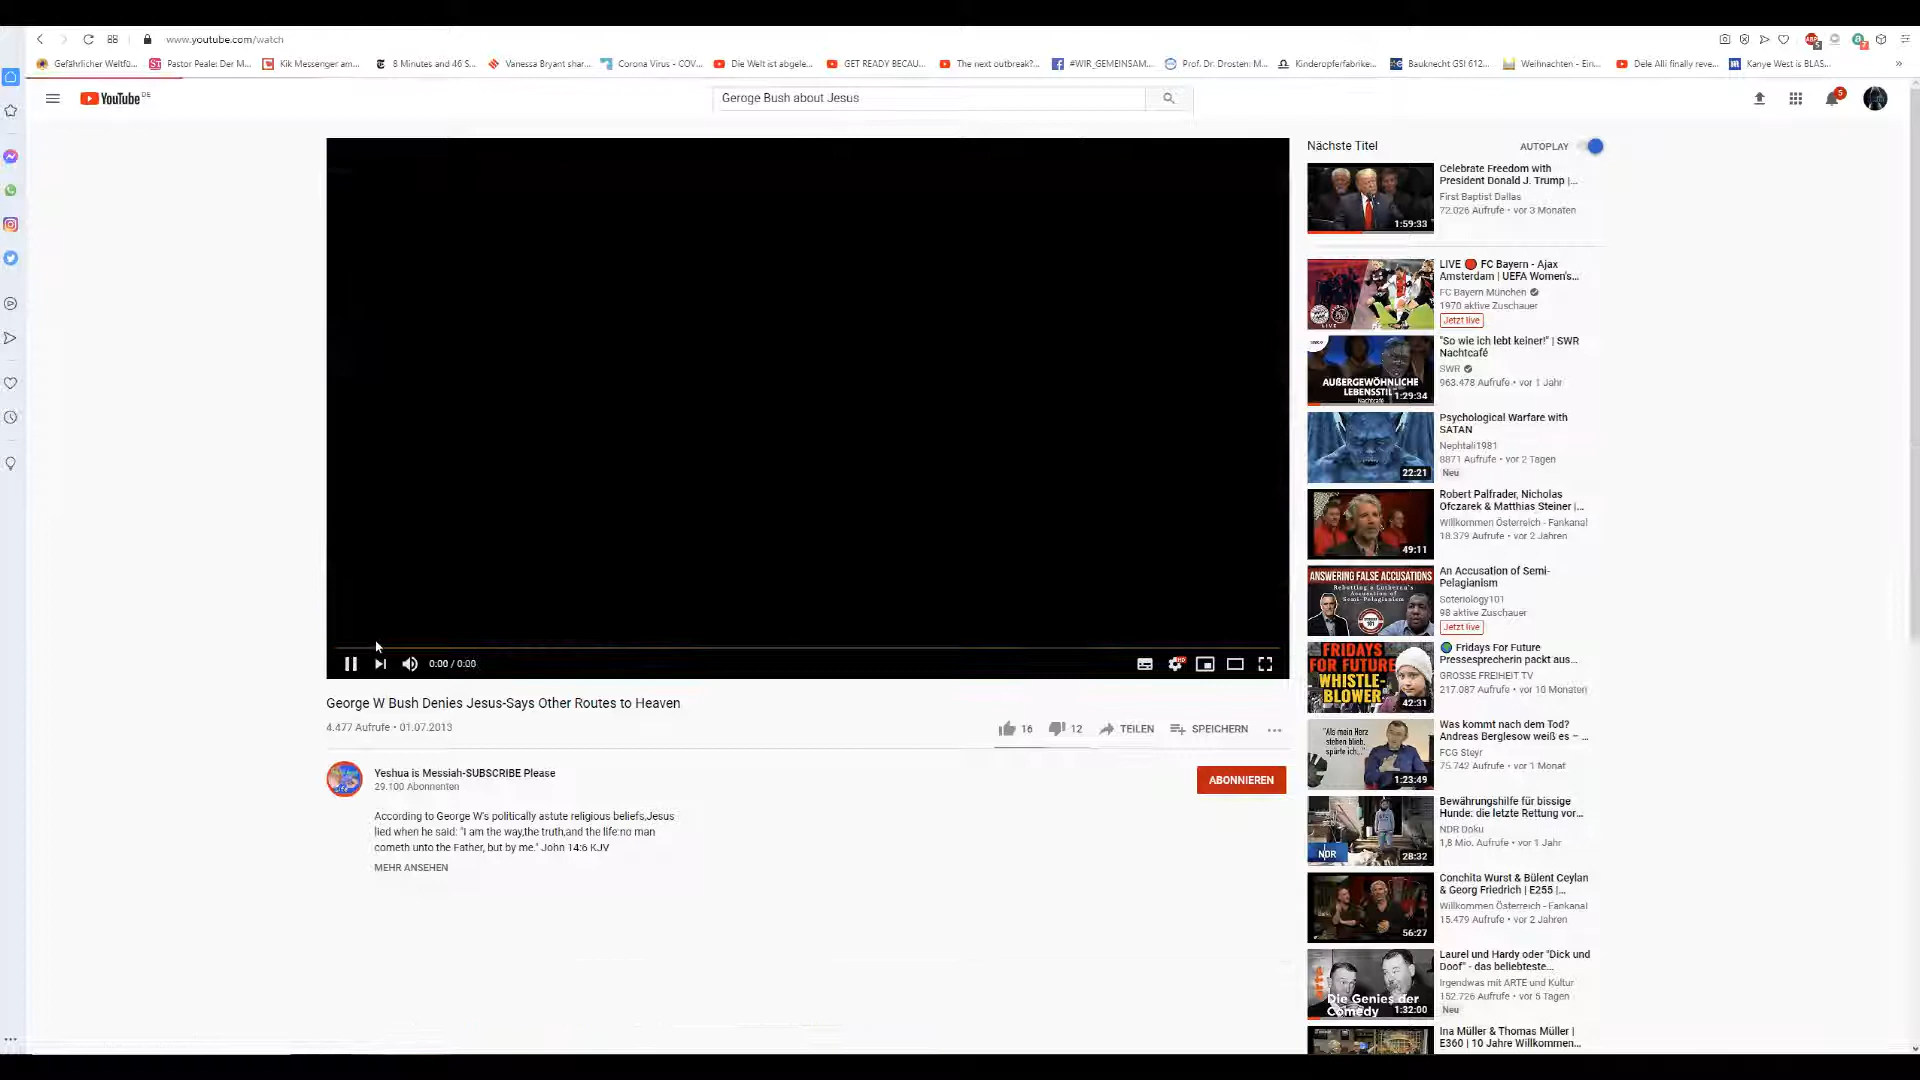 www.youtube.com/watch
Gefährlicher Weltfü...
Pastor Peale: Der M...
Kik Messenger am...
8 Minutes and 46 S...
Vanessa Bryant shar...
Corona Virus - COV...
Die Welt ist abgele...
GET READY BECAU...
The next outbreak?...
#WIR_GEMEINSAM...
Prof. Dr. Drosten: M...
Kinderopferfabrike...
Bauknecht GSI 612...
Weihnachten - Ein...
Dele Alli finally reve...
Kanye West is BLAS...
YouTube DE
Geroge Bush about Jesus
5
0:00 / 0:00
George W Bush Denies Jesus-Says Other Routes to Heaven
4.477 Aufrufe • 01.07.2013
16
12
TEILEN
SPEICHERN
Yeshua is Messiah-SUBSCRIBE Please
29.100 Abonnenten
ABONNIEREN
According to George W's politically astute religious beliefs,Jesus
lied when he said: "I am the way,the truth,and the life:no man
cometh unto the Father, but by me." John 14:6 KJV
MEHR ANSEHEN
Nächste Titel
AUTOPLAY
1:59:33
Celebrate Freedom with
President Donald J. Trump |...
First Baptist Dallas
72.026 Aufrufe • vor 3 Monaten
LIVE
LIVE 🔴 FC Bayern - Ajax
Amsterdam | UEFA Women's...
FC Bayern München
1970 aktive Zuschauer
Jetzt live
AUßERGEWÖHNLICHE
LEBENSSTIL
Nachtcafé
1:29:34
"So wie ich lebt keiner!" | SWR
Nachtcafé
SWR
963.478 Aufrufe • vor 1 Jahr
22:21
Psychological Warfare with
SATAN
Nephtali1981
8871 Aufrufe • vor 2 Tagen
Neu
49:11
Robert Palfrader, Nicholas
Ofczarek & Matthias Steiner |...
Willkommen Österreich - Fankanal
18.379 Aufrufe • vor 2 Jahren
ANSWERING FALSE ACCUSATIONS
Rebutting a Lutheran's
Accusation of
Semi-Pelagianism
An Accusation of Semi-
Pelagianism
Soteriology101
98 aktive Zuschauer
Jetzt live
FRIDAYS
FOR FUTURE
WHISTLE-
BLOWER
42:31
Fridays For Future
Pressesprecherin packt aus...
GROSSE FREIHEIT TV
217.087 Aufrufe • vor 10 Monaten
"Als mein Herz
stehen blieb,
spürte ich..."
1:23:49
Was kommt nach dem Tod?
Andreas Berglesow weiß es – ...
FCG Steyr
75.742 Aufrufe • vor 1 Monat
NDR
28:32
Bewährungshilfe für bissige
Hunde: die letzte Rettung vor...
NDR Doku
1,8 Mio. Aufrufe • vor 1 Jahr
56:27
Conchita Wurst & Bülent Ceylan
& Georg Friedrich | E255 |...
Willkommen Österreich - Fankanal
15.479 Aufrufe • vor 2 Jahren
arte
Die Genies der
Comedy
1:32:00
Laurel und Hardy oder "Dick und
Doof" - das beliebteste...
Irgendwas mit ARTE und Kultur
152.726 Aufrufe • vor 5 Tagen
Neu
Ina Müller & Thomas Müller |
E360 | 10 Jahre Willkommen...